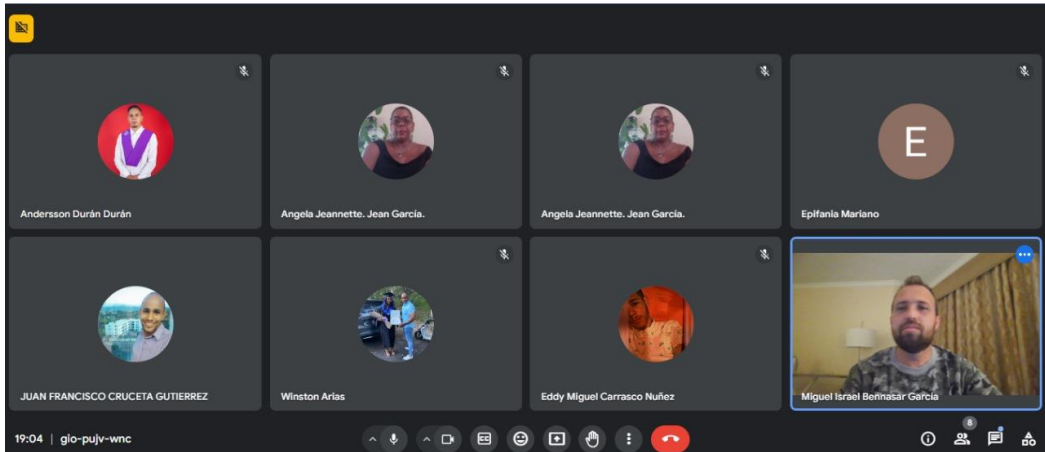 Andersson Durán Durán
Angela Jeannette. Jean García.
Angela Jeannette. Jean García.
E
Epifania Mariano
JUAN FRANCISCO CRUCETA GUTIERREZ
Winston Arias
Eddy Miguel Carrasco Nuñez
Miguel Israel Bennasar García
8
19:04 | gio-pujv-wnc
CC